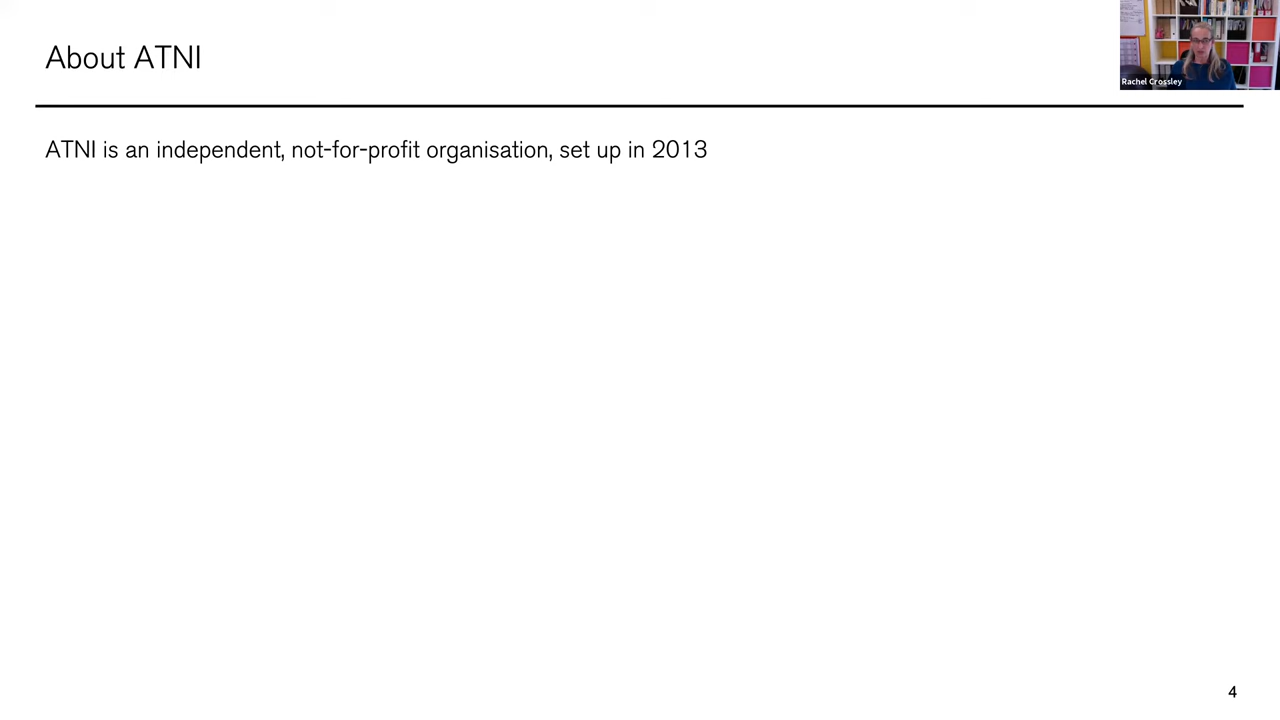 About ATNI
Rachel Crossley
ATNI is an independent, not-for-profit organisation, set up in 2013
4